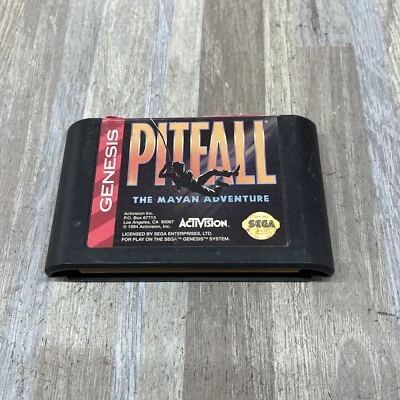 GENESIS
PITFALL
THE MAYAN ADVENTURE
Activision Inc.
P.O. Box 67713
Los Angeles, CA 90067
© 1994 Activision, Inc.
ACTIVISION
SEGA
LICENSED BY SEGA ENTERPRISES, LTD.
FOR PLAY ON THE SEGA™ GENESIS™ SYSTEM.